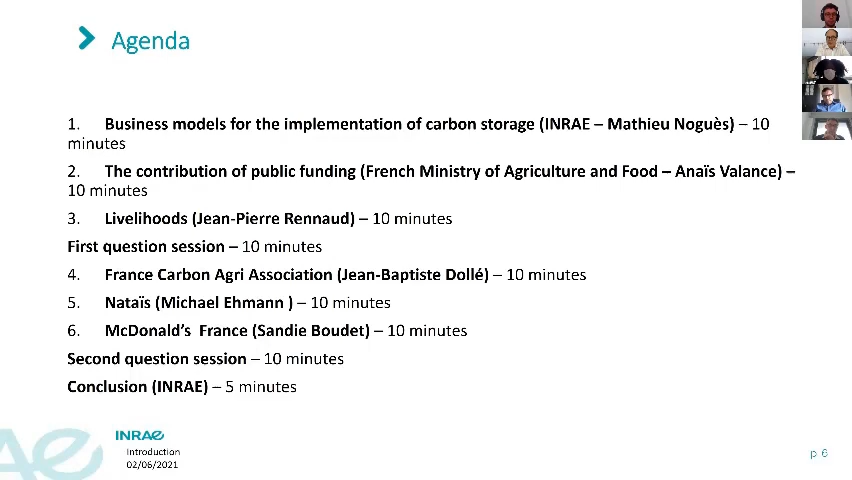 Agenda
1. Business models for the implementation of carbon storage (INRAE – Mathieu Noguès) – 10
minutes
2. The contribution of public funding (French Ministry of Agriculture and Food – Anaïs Valance) –
10 minutes
3. Livelihoods (Jean-Pierre Rennaud) – 10 minutes
First question session – 10 minutes
4. France Carbon Agri Association (Jean-Baptiste Dollé) – 10 minutes
5. Nataïs (Michael Ehmann ) – 10 minutes
6. McDonald's France (Sandie Boudet) – 10 minutes
Second question session – 10 minutes
Conclusion (INRAE) – 5 minutes
INRAE
Introduction
02/06/2021
p 6